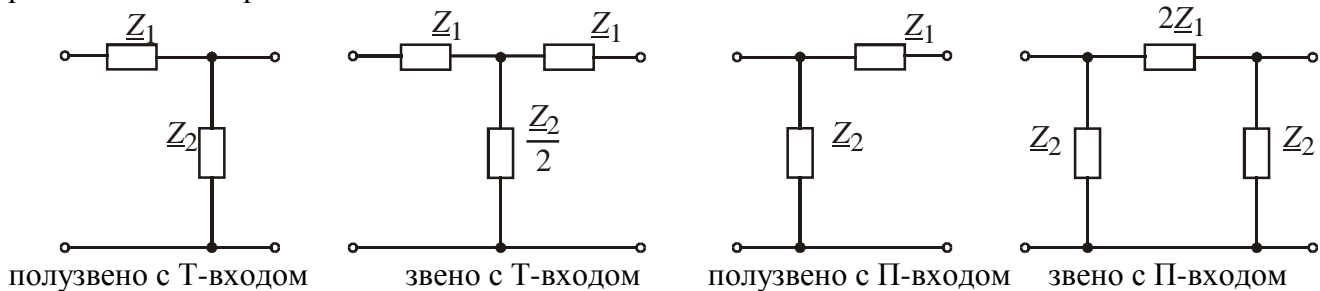 Z1 Z1 Z1 Z1 2Z1
Z2 Z2/2 Z2 Z2 Z2
полузвено с Т-входом звено с Т-входом полузвено с П-входом звено с П-входом